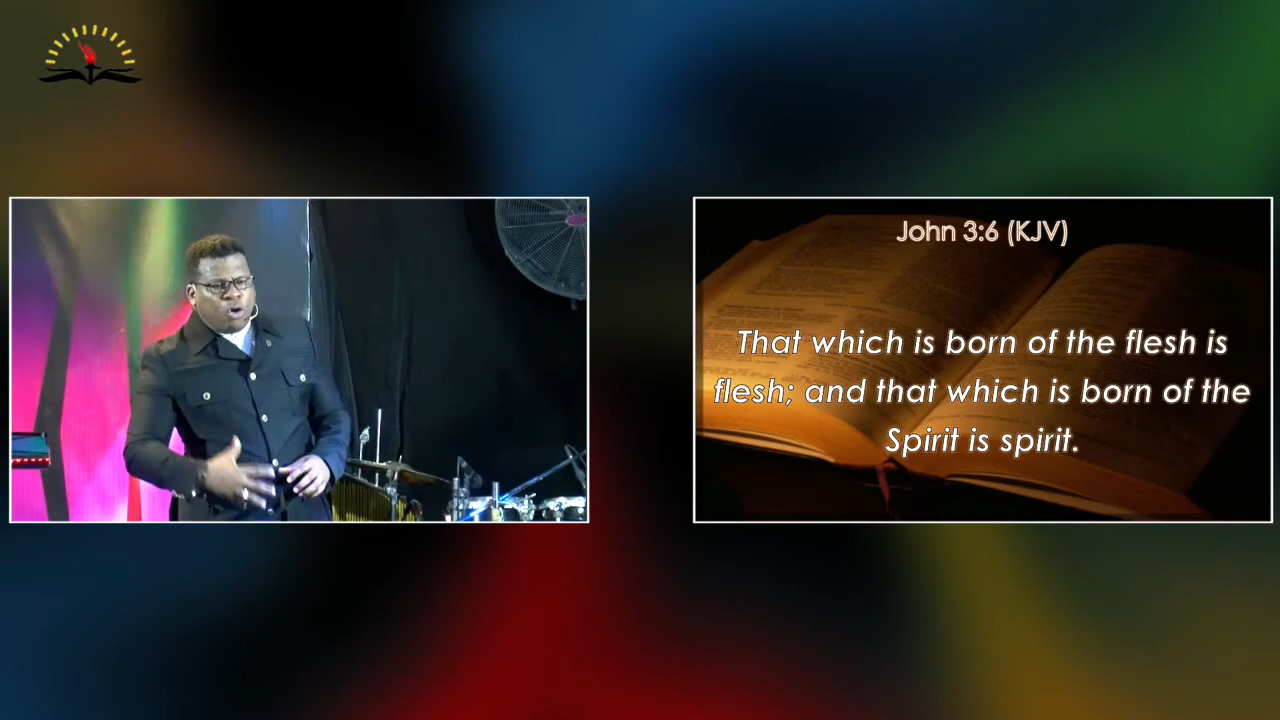 John 3:6 (KJV)
That which is born of the flesh is
flesh; and that which is born of the
Spirit is spirit.